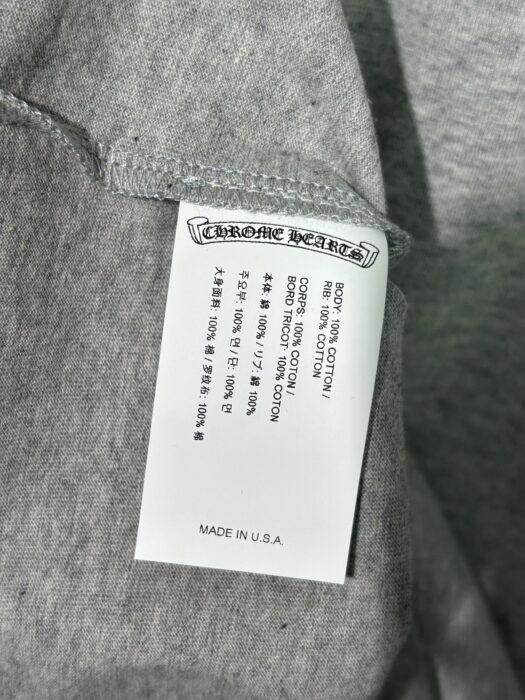 CHROME HEARTS
BODY: 100% COTTON /
RIB: 100% COTTON
CORPS: 100% COTON /
BORD TRICOT: 100% COTON
本体: 綿 100% / リブ: 綿 100%
주요부: 100% 면 / 단: 100% 면
大身面料: 100% 棉 / 罗纹布: 100% 棉
MADE IN U.S.A.